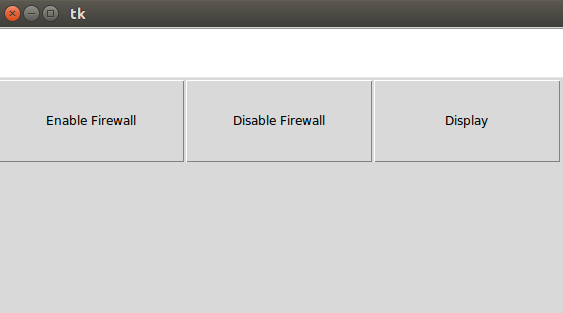 tk
Enable Firewall
Disable Firewall
Display